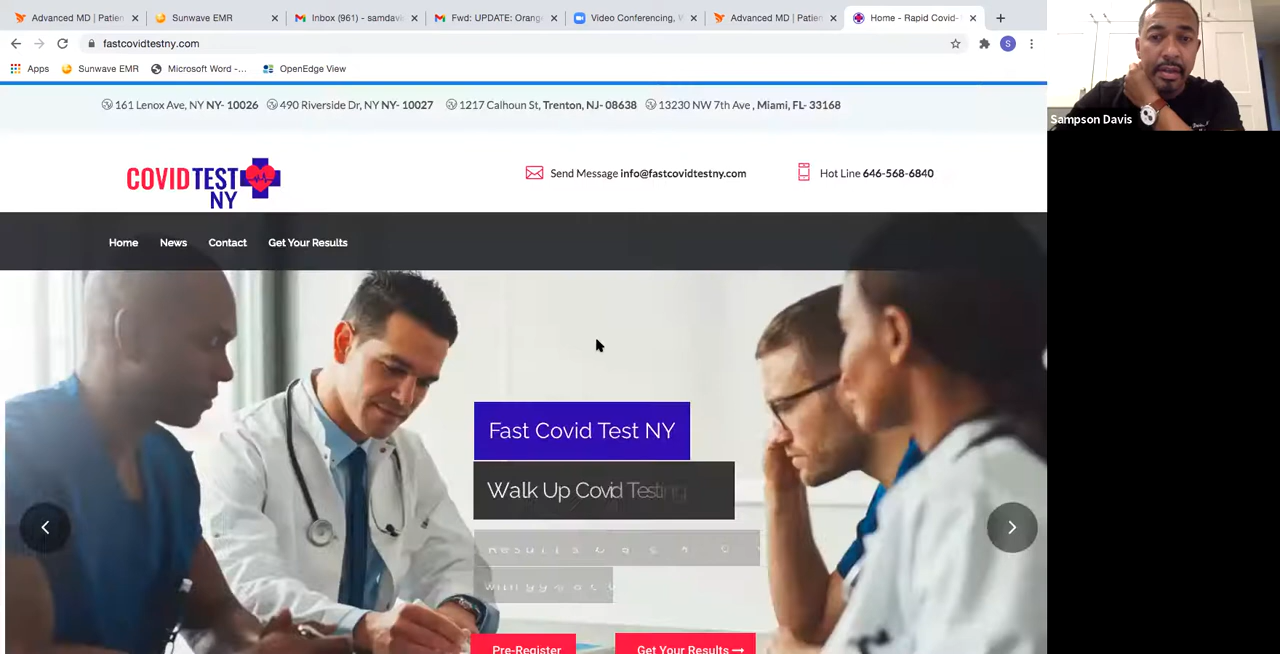 Advanced MD | Patien
Sunwave EMR
Inbox (961) - samdavi
Fwd: UPDATE: Orang
Video Conferencing, W
Advanced MD | Patien
Home - Rapid Covid-
fastcovidtestny.com
S
Apps
Sunwave EMR
Microsoft Word -...
OpenEdge View
161 Lenox Ave, NY NY- 10026
490 Riverside Dr, NY NY- 10027
1217 Calhoun St, Trenton, NJ- 08638
13230 NW 7th Ave , Miami, FL- 33168
Sampson Davis
COVID TEST
NY
Send Message info@fastcovidtestny.com
Hot Line 646-568-6840
Home
News
Contact
Get Your Results
Fast Covid Test NY
Walk Up Covid Testing
Pre-Register
Get Your Results →